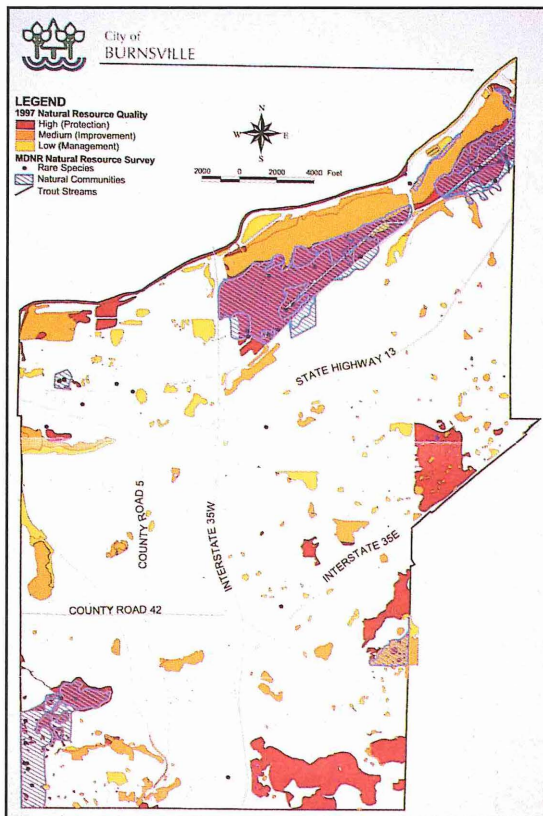 City of
BURNSVILLE
LEGEND
1997 Natural Resource Quality
High (Protection)
Medium (Improvement)
Low (Management)
MDNR Natural Resource Survey
Rare Species
Natural Communities
Trout Streams
N
W E
S
2000 0 2000 4000 Feet
STATE HIGHWAY 13
COUNTY ROAD 5
INTERSTATE 35W
INTERSTATE 35E
COUNTY ROAD 42